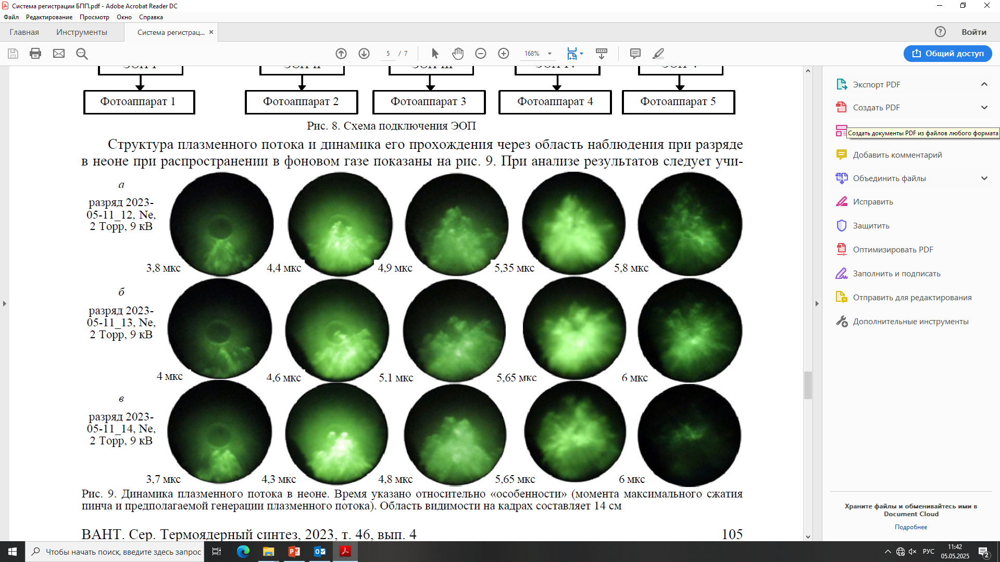 Система регистрации БПП.pdf - Adobe Acrobat Reader DC
Файл Редактирование Просмотр Окно Справка
Главная Инструменты Система регистрац... ×
Войти
5 / 7
168%
Общий доступ
ЭОП I ЭОП II ЭОП III ЭОП IV ЭОП V
Фотоаппарат 1 Фотоаппарат 2 Фотоаппарат 3 Фотоаппарат 4 Фотоаппарат 5
Рис. 8. Схема подключения ЭОП
Структура плазменного потока и динамика его прохождения через область наблюдения при разряде
в неоне при распространении в фоновом газе показаны на рис. 9. При анализе результатов следует учи-
а
разряд 2023-
05-11_12, Ne,
2 Торр, 9 кВ
3,8 мкс 4,4 мкс 4,9 мкс 5,35 мкс 5,8 мкс
б
разряд 2023-
05-11_13, Ne,
2 Торр, 9 кВ
4 мкс 4,6 мкс 5,1 мкс 5,65 мкс 6 мкс
в
разряд 2023-
05-11_14, Ne,
2 Торр, 9 кВ
3,7 мкс 4,3 мкс 4,8 мкс 5,65 мкс 6 мкс
Рис. 9. Динамика плазменного потока в неоне. Время указано относительно «особенности» (момента максимального сжатия
пинча и предполагаемой генерации плазменного потока). Область видимости на кадрах составляет 14 см
ВАНТ. Сер. Термоядерный синтез, 2023, т. 46, вып. 4 105
Экспорт PDF
Создать PDF
Создать документы PDF из файлов любого формата
Добавить комментарий
Объединить файлы
Исправить
Защитить
Оптимизировать PDF
Заполнить и подписать
Отправить для редактирования
Дополнительные инструменты
Храните файлы и обменивайтесь ими в
Document Cloud
Подробнее
Чтобы начать поиск, введите здесь запрос
РУС
11:42
05.05.2025
2